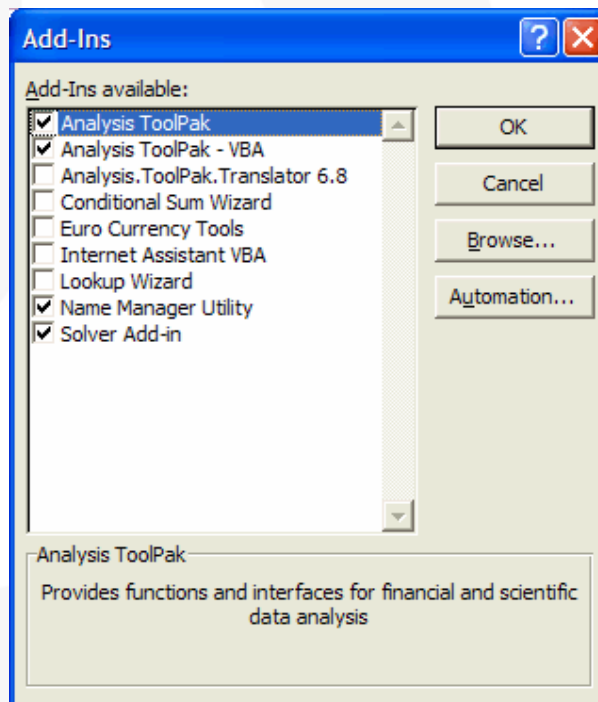 Add-Ins
Add-Ins available:
Analysis ToolPak
Analysis ToolPak - VBA
Analysis.ToolPak.Translator 6.8
Conditional Sum Wizard
Euro Currency Tools
Internet Assistant VBA
Lookup Wizard
Name Manager Utility
Solver Add-in
OK
Cancel
Browse...
Automation...
Analysis ToolPak
Provides functions and interfaces for financial and scientific
data analysis